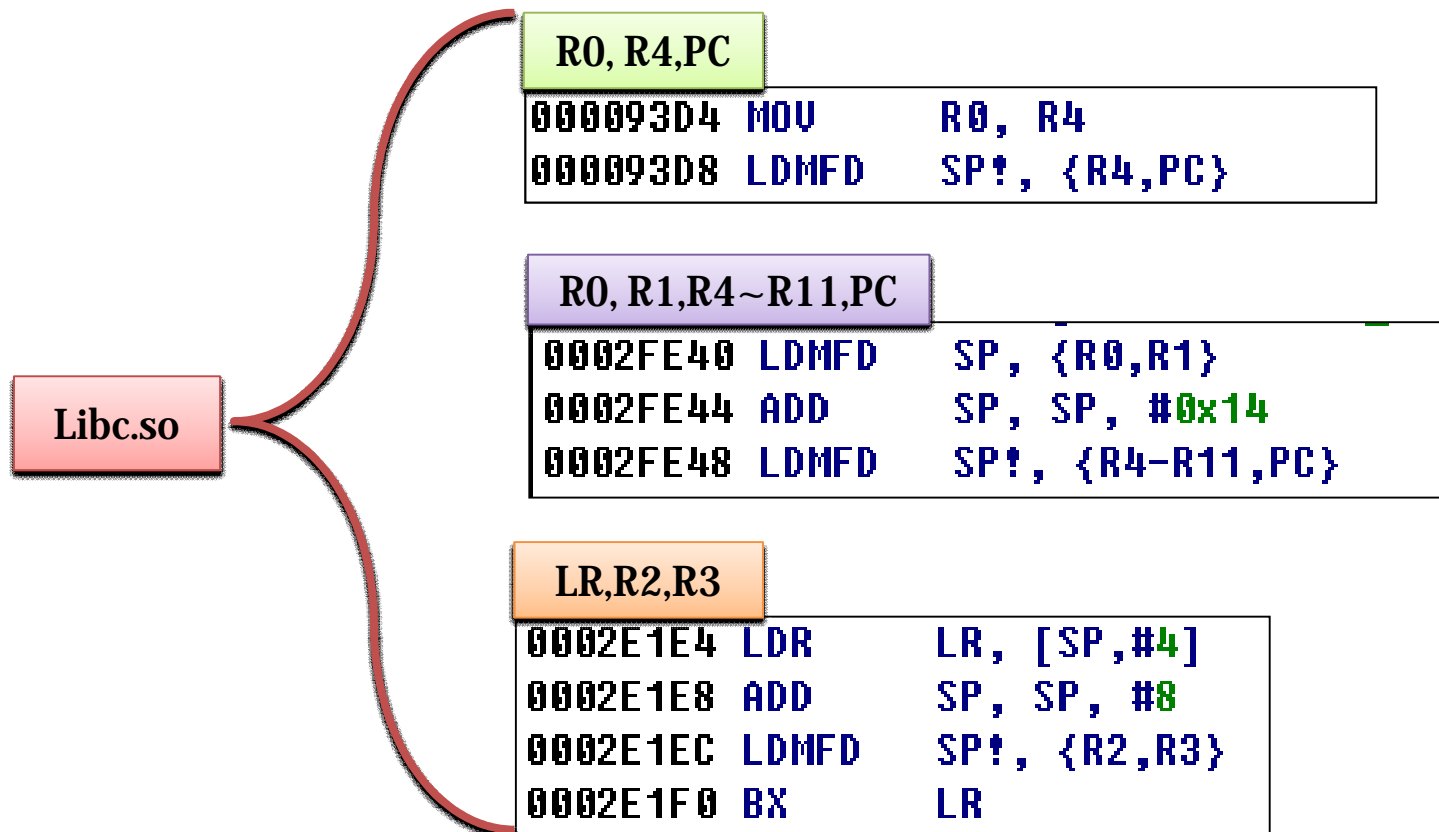 R0, R4,PC
000093D4 MOV R0, R4
000093D8 LDMFD SP!, {R4,PC}
R0, R1,R4~R11,PC
0002FE40 LDMFD SP, {R0,R1}
0002FE44 ADD SP, SP, #0x14
0002FE48 LDMFD SP!, {R4-R11,PC}
Libc.so
LR,R2,R3
0002E1E4 LDR LR, [SP,#4]
0002E1E8 ADD SP, SP, #8
0002E1EC LDMFD SP!, {R2,R3}
0002E1F0 BX LR